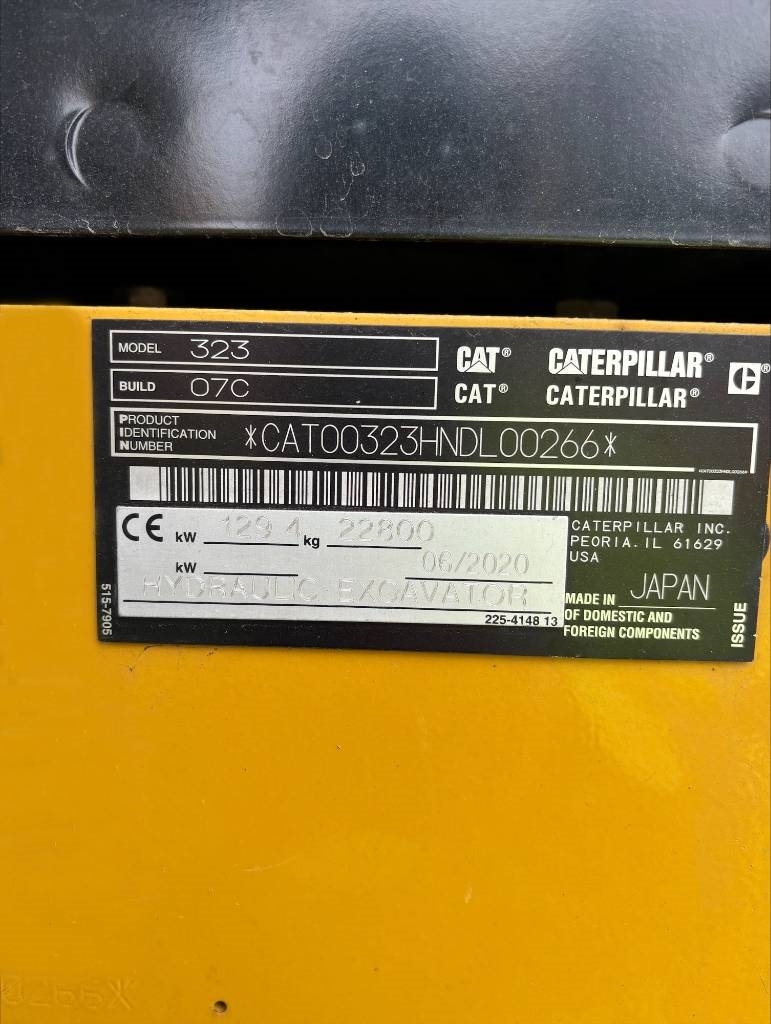 MODEL 323
BUILD 07C
CAT® CATERPILLAR®
CAT® CATERPILLAR®
PRODUCT
IDENTIFICATION
NUMBER
*CAT00323HNDL00266*
*CAT00323HNDL00266*
CE kW 129.4 kg 22800
kW 06/2020
HYDRAULIC EXCAVATOR
225-4148 13
515-7905
CATERPILLAR INC.
PEORIA. IL 61629
USA
MADE IN JAPAN
OF DOMESTIC AND
FOREIGN COMPONENTS
ISSUE
0266*